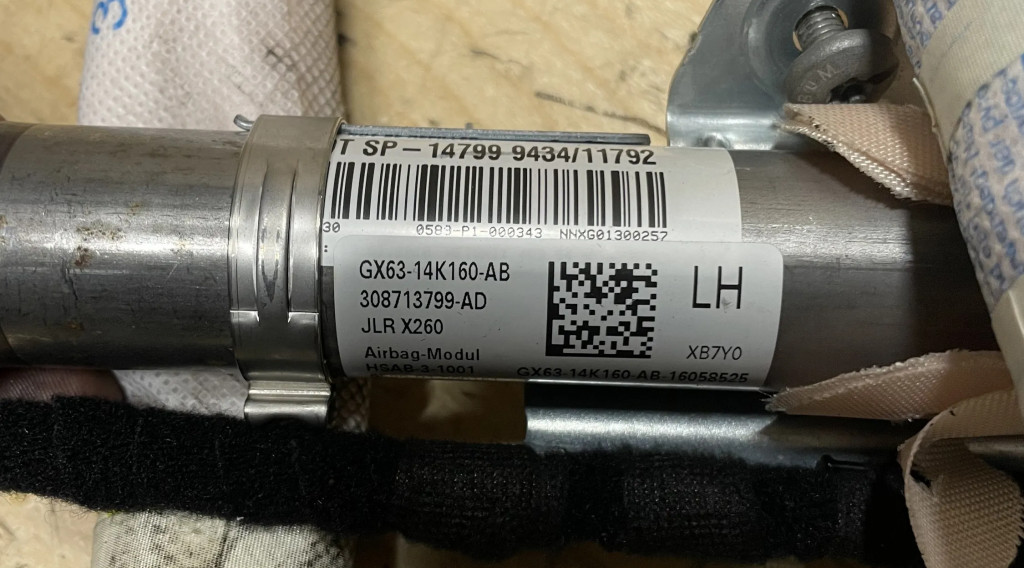 3
T SP-14799 9434/11792
30 0583-P1-000343 NNXG01300257
GX63-14K160-AB
308713799-AD
JLR X260
Airbag-Modul
HSAB-3-1001 GX63-14K160-AB-16058525
LH
XB7Y0